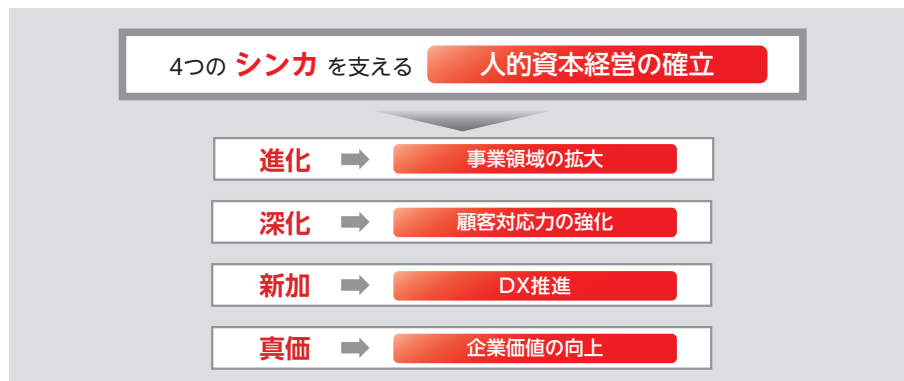 4つの シンカ を支える 人的資本経営の確立
進化 事業領域の拡大
深化 顧客対応力の強化
新加 DX推進
真価 企業価値の向上